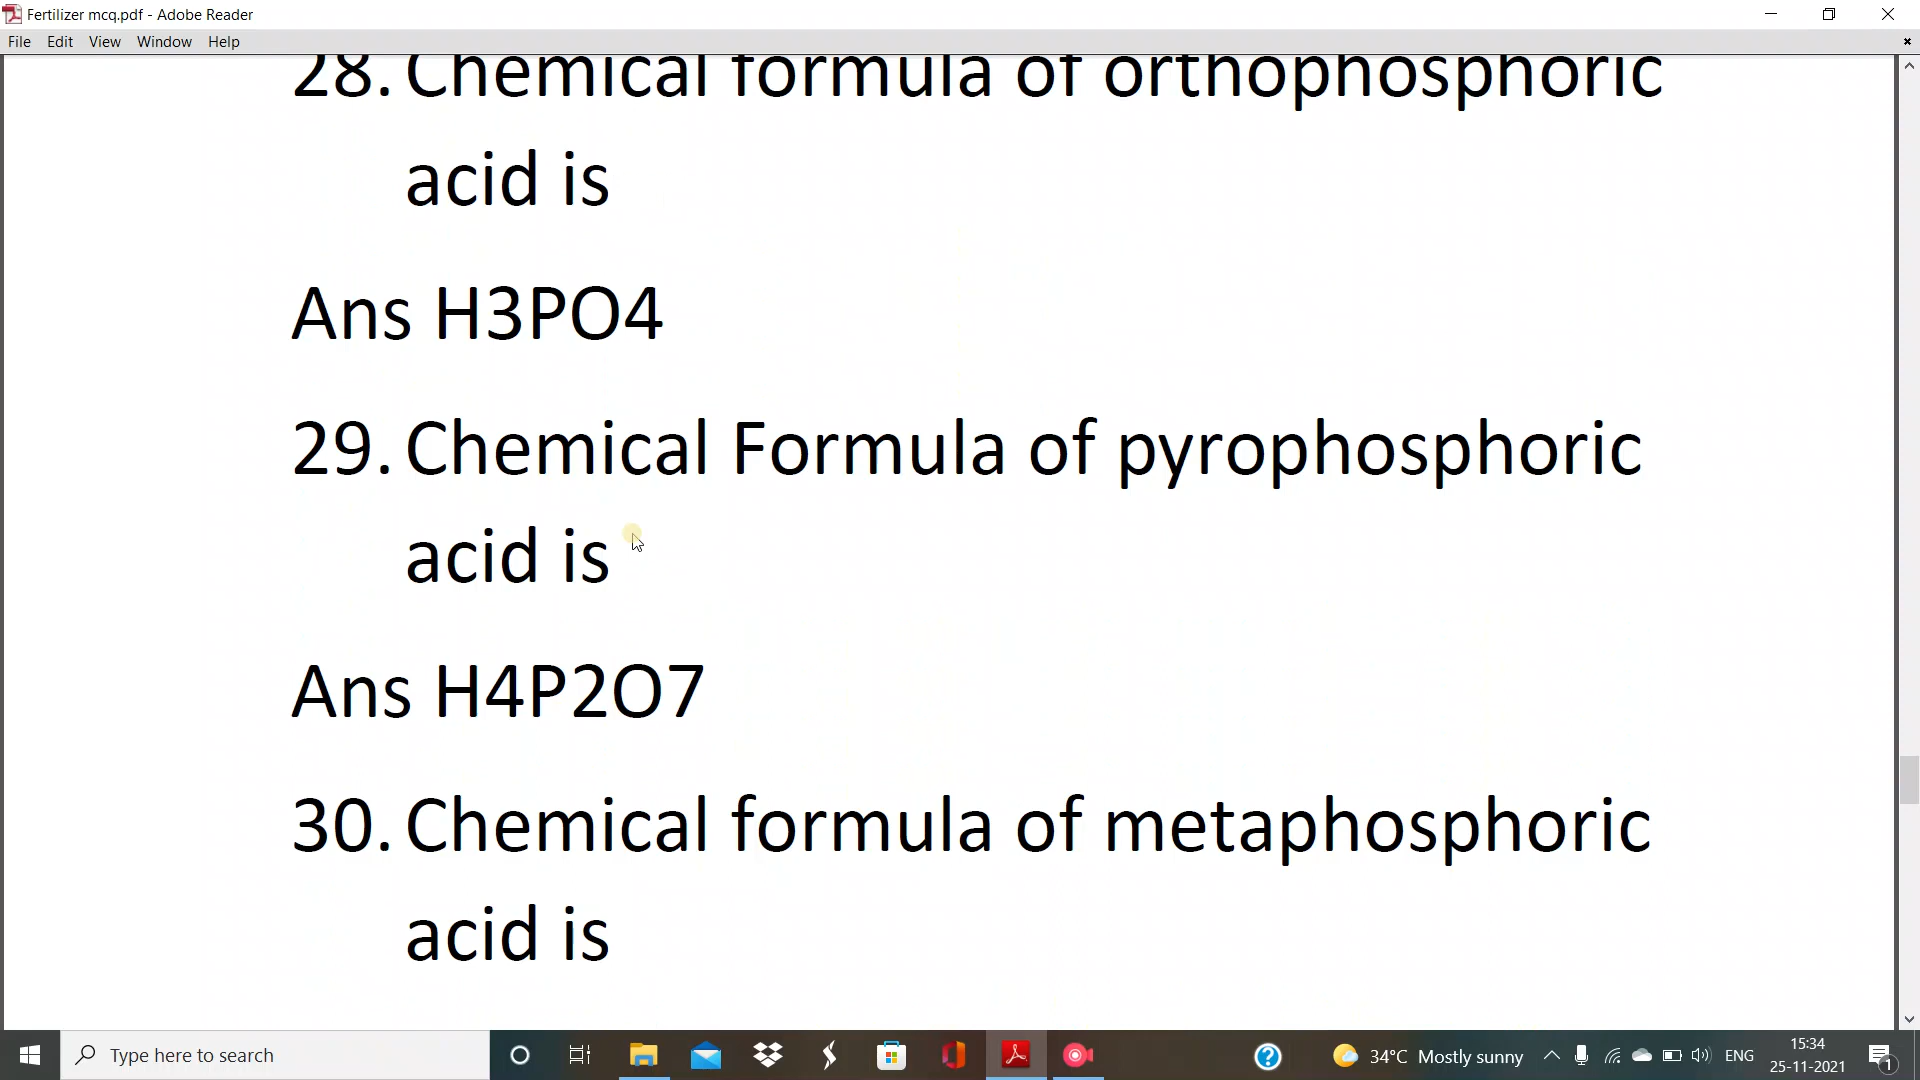 Fertilizer mcq.pdf - Adobe Reader
File Edit View Window Help
28. Chemical formula of orthophosphoric
acid is
Ans H3PO4
29. Chemical Formula of pyrophosphoric
acid is
Ans H4P2O7
30. Chemical formula of metaphosphoric
acid is
Type here to search
34°C Mostly sunny
ENG
15:34
25-11-2021
1